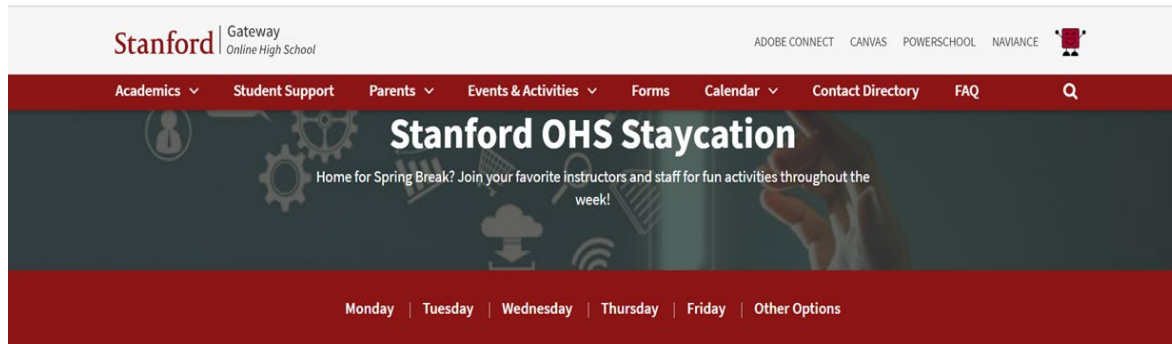 Stanford
Gateway
Online High School
ADOBE CONNECT CANVAS POWERSCHOOL NAVIANCE
Academics Student Support Parents Events & Activities Forms Calendar Contact Directory FAQ
Stanford OHS Staycation
Home for Spring Break? Join your favorite instructors and staff for fun activities throughout the
week!
Monday | Tuesday | Wednesday | Thursday | Friday | Other Options